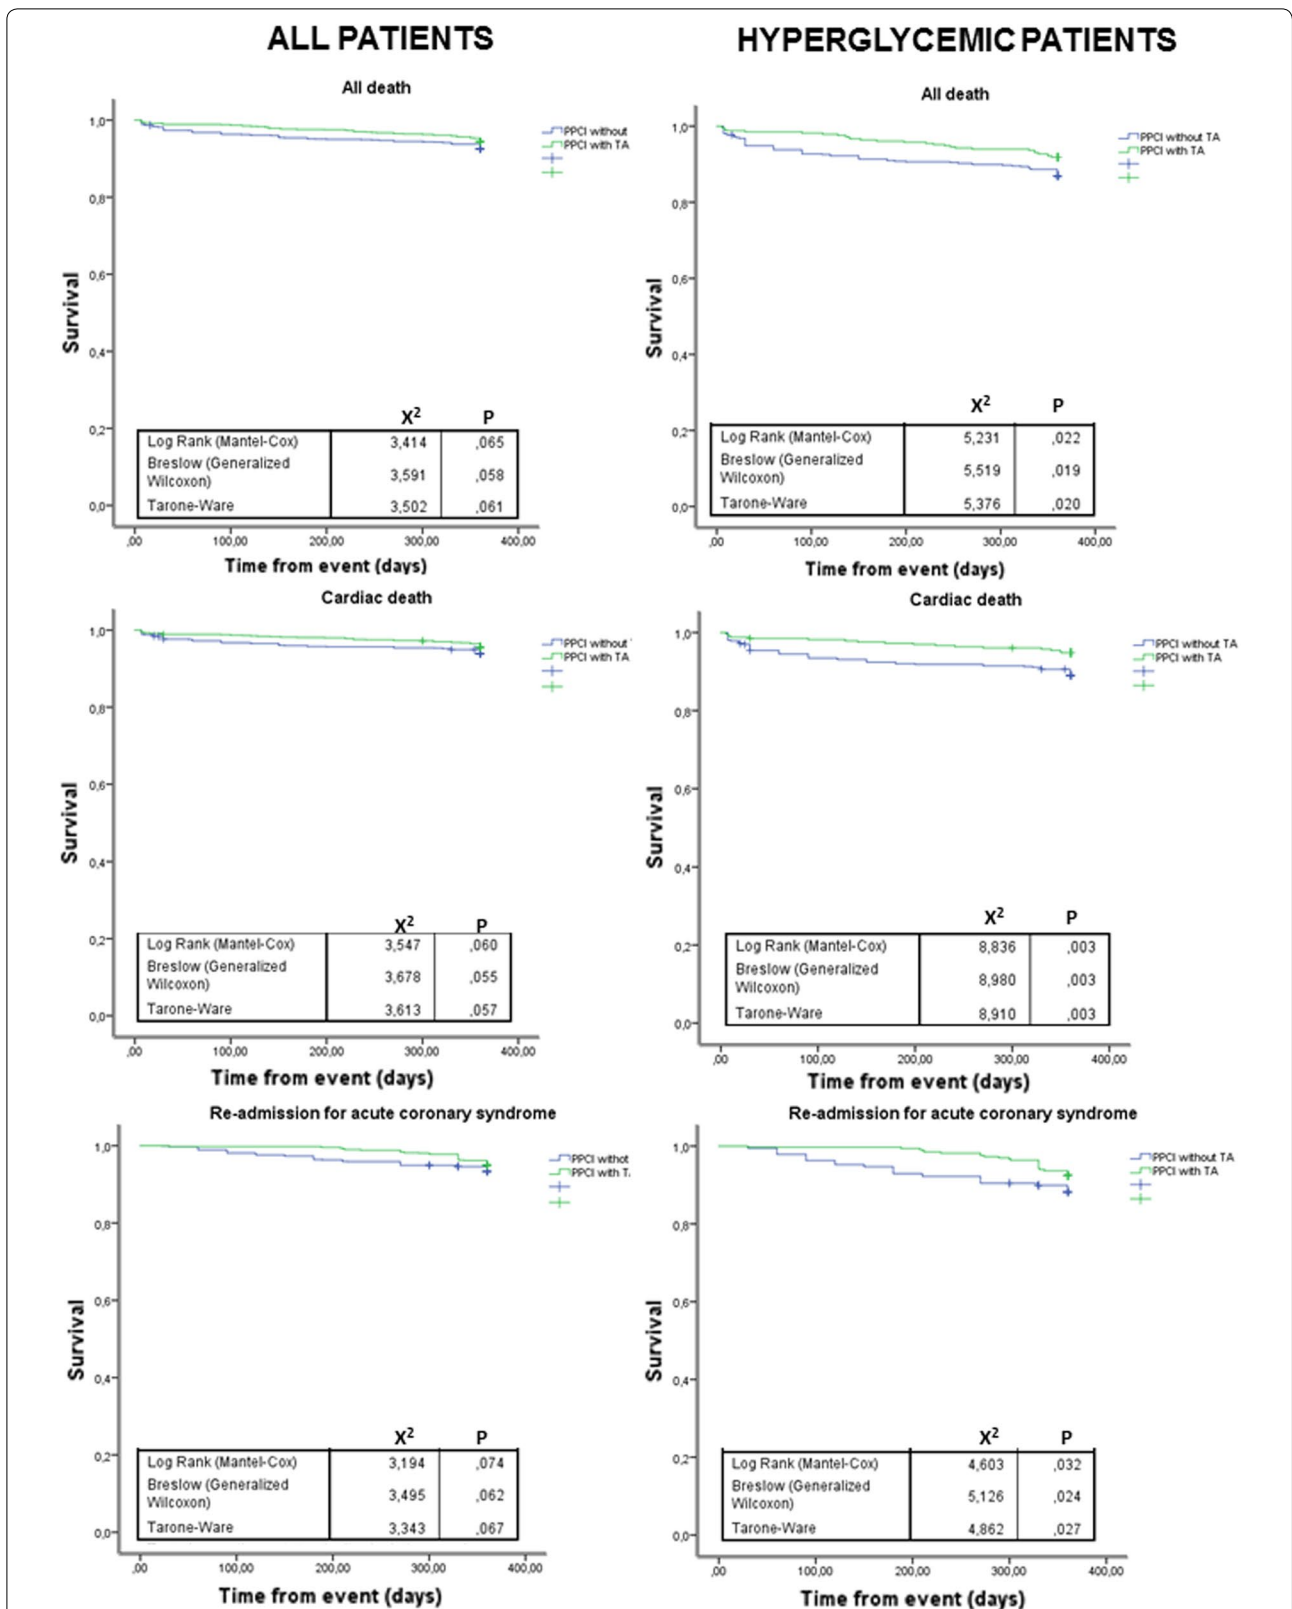 ALL PATIENTS
All death
1,0
0,8
0,6
0,4
0,2
0,0
Survival
PPCI without
PPCI with TA
X2 P
Log Rank (Mantel-Cox) 3,414 ,065
Breslow (Generalized
Wilcoxon) 3,591 ,058
Tarone-Ware 3,502 ,061
,00 100,00 200,00 300,00 400,00
Time from event (days)
HYPERGLYCEMIC PATIENTS
All death
1,0
0,8
0,6
0,4
0,2
0,0
Survival
PPCI without TA
PPCI with TA
X2 P
Log Rank (Mantel-Cox) 5,231 ,022
Breslow (Generalized
Wilcoxon) 5,519 ,019
Tarone-Ware 5,376 ,020
,00 100,00 200,00 300,00 400,00
Time from event (days)
Cardiac death
1,0
0,8
0,6
0,4
0,2
0,0
Survival
PPCI without
PPCI with TA
X2 P
Log Rank (Mantel-Cox) 3,547 ,060
Breslow (Generalized
Wilcoxon) 3,678 ,055
Tarone-Ware 3,613 ,057
,00 100,00 200,00 300,00 400,00
Time from event (days)
Cardiac death
1,0
0,8
0,6
0,4
0,2
0,0
Survival
PPCI without TA
PPCI with TA
X2 P
Log Rank (Mantel-Cox) 8,836 ,003
Breslow (Generalized
Wilcoxon) 8,980 ,003
Tarone-Ware 8,910 ,003
,00 100,00 200,00 300,00 400,00
Time from event (days)
Re-admission for acute coronary syndrome
1,0
0,8
0,6
0,4
0,2
0,0
Survival
PPCI withot
PPCI with T.
X2 P
Log Rank (Mantel-Cox) 3,194 ,074
Breslow (Generalized
Wilcoxon) 3,495 ,062
Tarone-Ware 3,343 ,067
,00 100,00 200,00 300,00 400,00
Time from event (days)
Re-admission for acute coronary syndrome
1,0
0,8
0,6
0,4
0,2
0,0
Survival
PPCI without TA
PPCI with TA
X2 P
Log Rank (Mantel-Cox) 4,603 ,032
Breslow (Generalized
Wilcoxon) 5,126 ,024
Tarone-Ware 4,862 ,027
,00 100,00 200,00 300,00 400,00
Time from event (days)